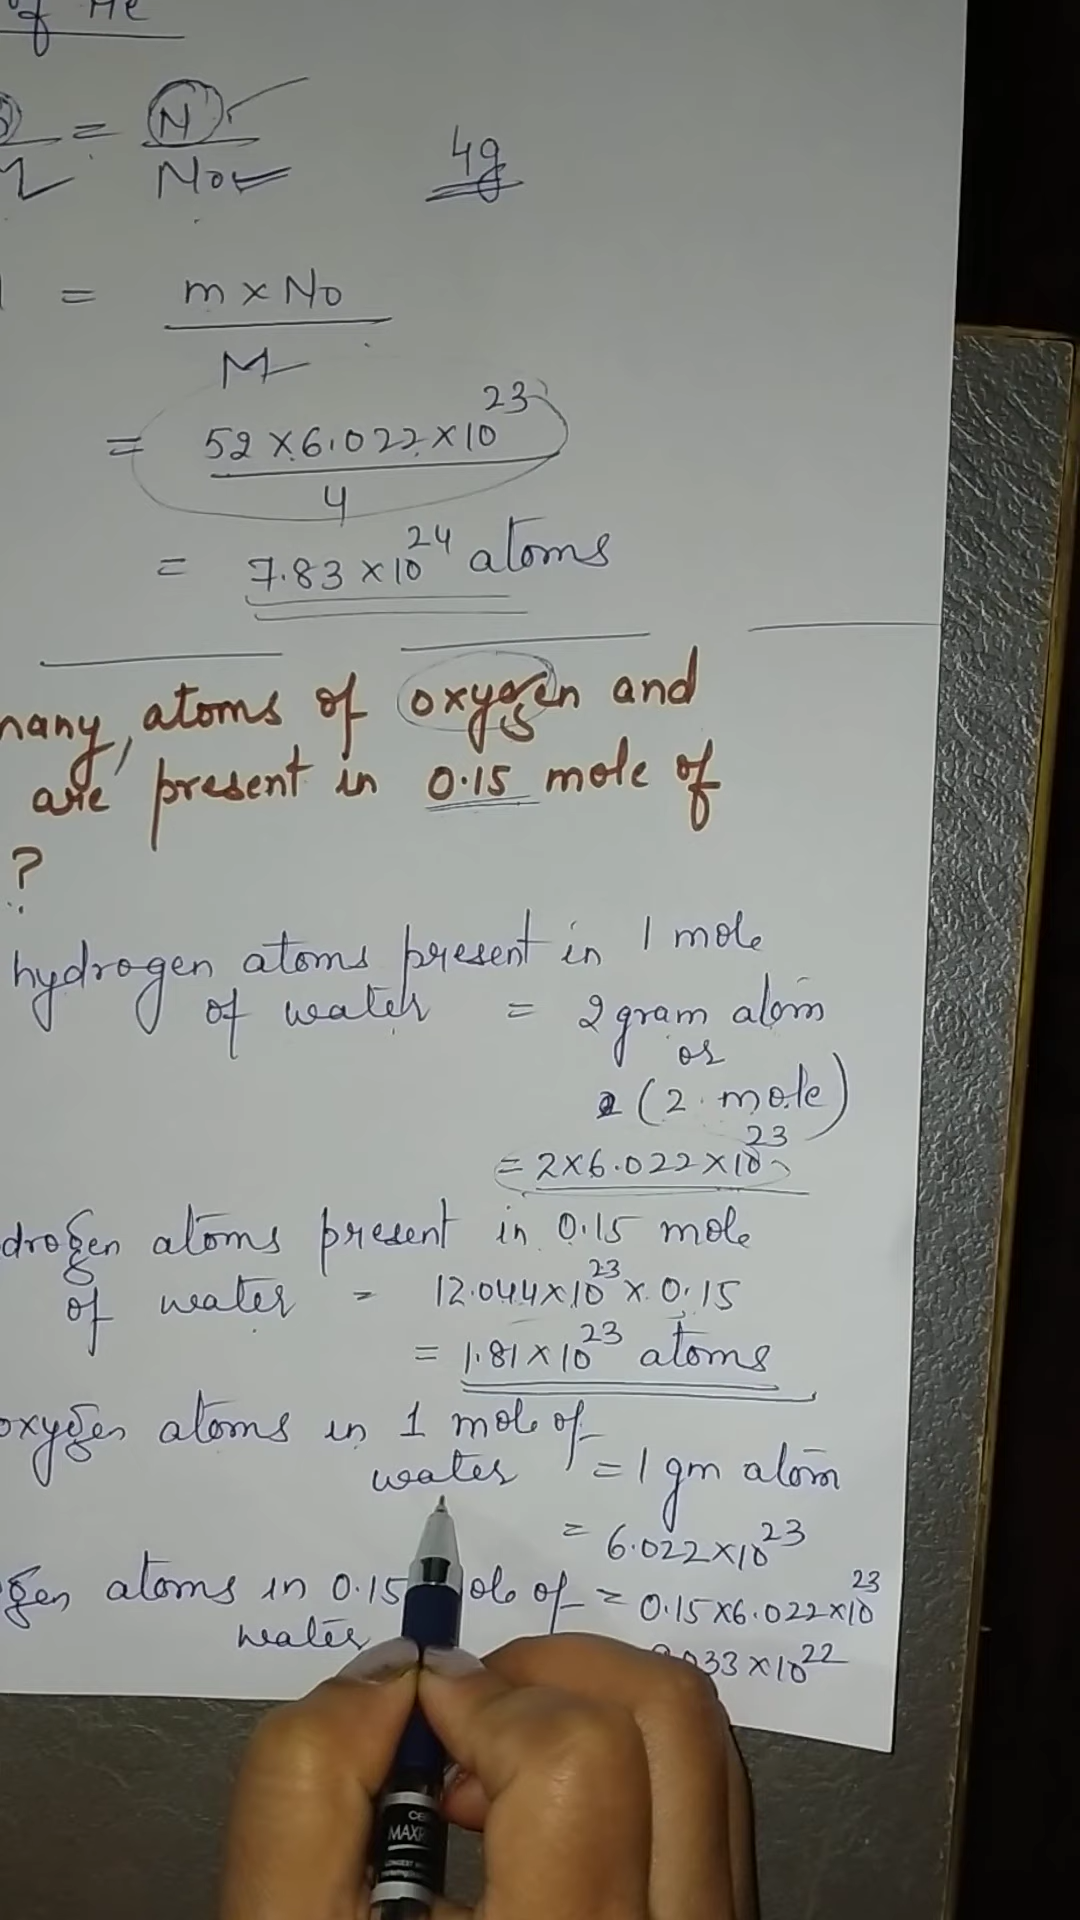 of He
= N
No
4g
= m × No
M
= 52 × 6.022 × 10^23
4
= 7.83 × 10^24 atoms
many atoms of oxygen and
are present in 0.15 mole of
?
hydrogen atoms present in 1 mole
of water = 2 gram atom
or
2 (2 mole)
= 2×6.022×10^23
drogen atoms present in 0.15 mole
of water = 12.044×10^23 × 0.15
= 1.81 × 10^23 atoms
oxygen atoms in 1 mole of
water = 1 gm atom
= 6.022×10^23
gen atoms in 0.15 ole of = 0.15×6.022×10^23
water
033×10^22
MAXR